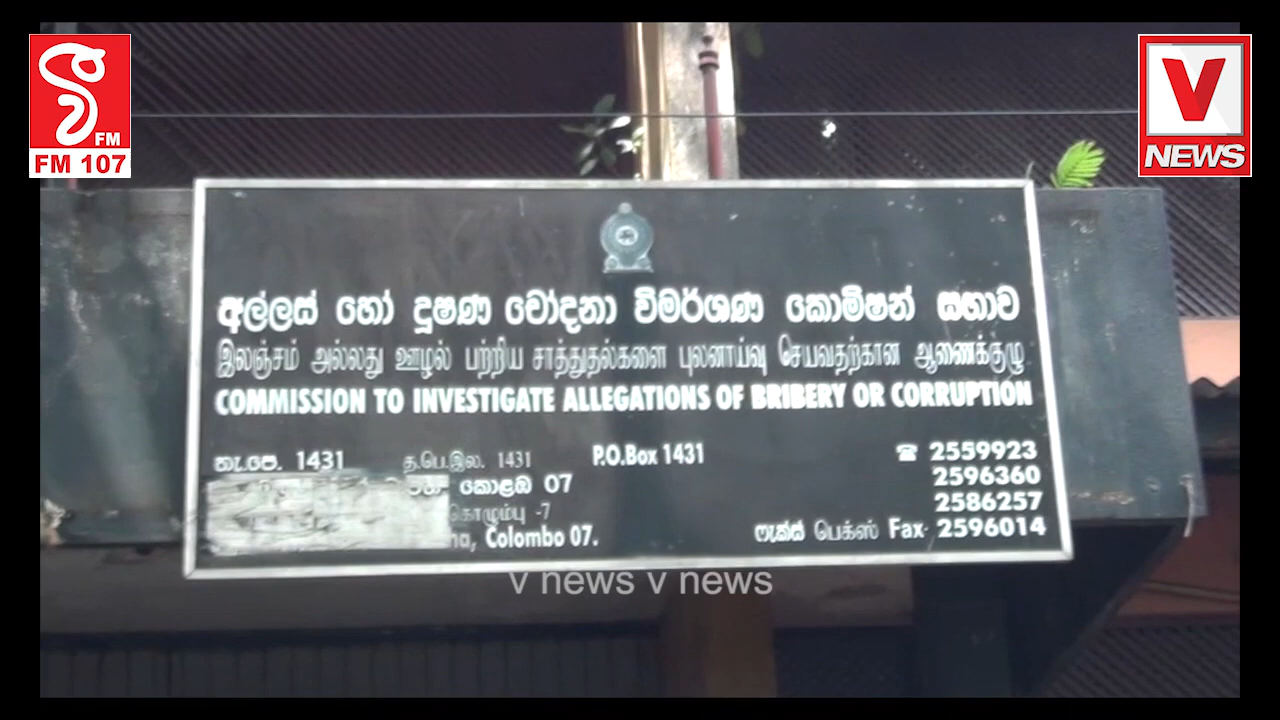 FM
FM 107
V
NEWS
අල්ලස් හෝ දූෂණ චෝදනා විමර්ශන කොමිෂන් සභාව
இலஞ்சம் அல்லது ஊழல் பற்றிய சாத்துதல்களை புலனாய்வு செய்வதற்கான ஆணைக்குழு
COMMISSION TO INVESTIGATE ALLEGATIONS OF BRIBERY OR CORRUPTION
තැ.පෙ. 1431 த.பெ.இல. 1431 P.O.Box 1431 ☎ 2559923
2596360
කොළඹ 07
2586257
கொழும்பு -7
Colombo 07.
ෆැක්ස් பெக்ஸ் Fax 2596014
v news v news